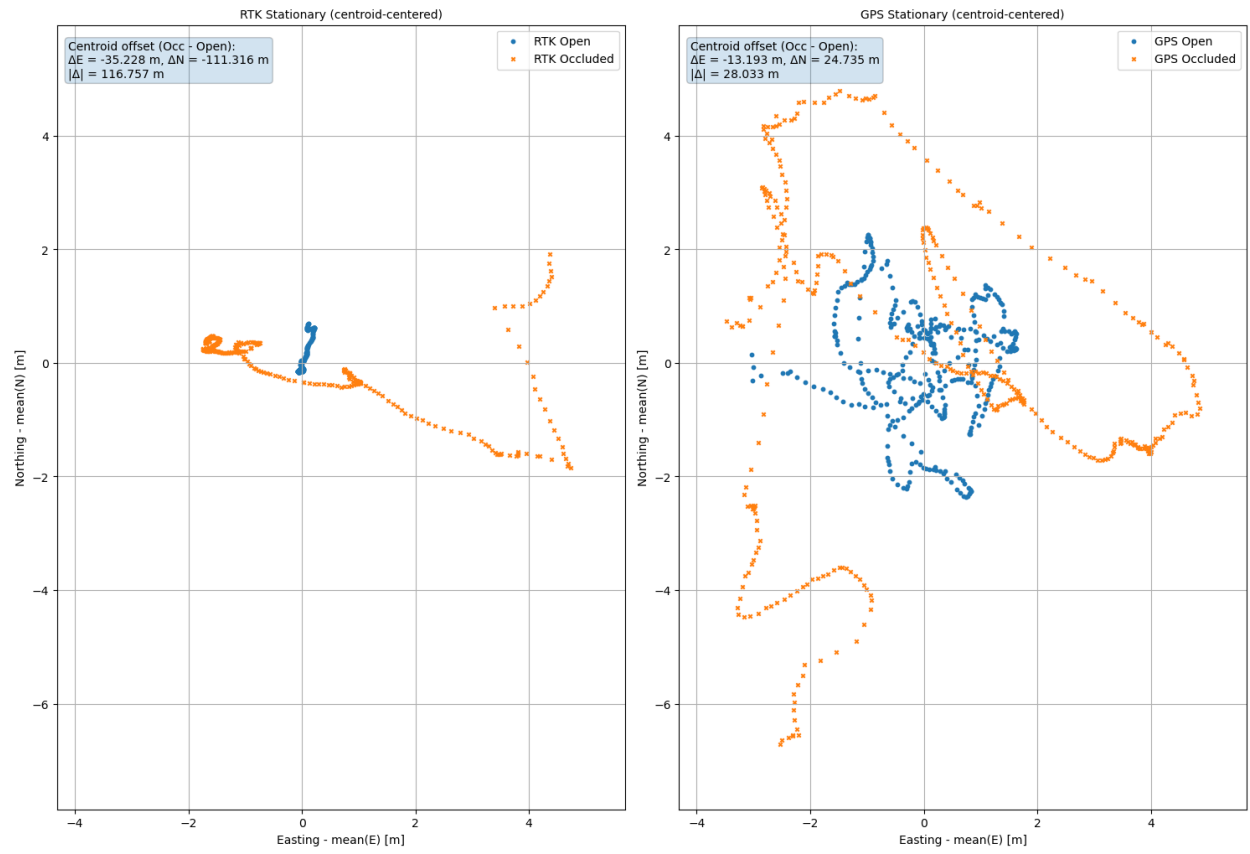 RTK Stationary (centroid-centered)
Centroid offset (Occ - Open):
ΔE = -35.228 m, ΔN = -111.316 m
|Δ| = 116.757 m
RTK Open
RTK Occluded
4
2
0
−2
−4
−6
Northing - mean(N) [m]
−4 −2 0 2 4
Easting - mean(E) [m]
GPS Stationary (centroid-centered)
Centroid offset (Occ - Open):
ΔE = -13.193 m, ΔN = 24.735 m
|Δ| = 28.033 m
GPS Open
GPS Occluded
4
2
0
−2
−4
−6
Northing - mean(N) [m]
−4 −2 0 2 4
Easting - mean(E) [m]